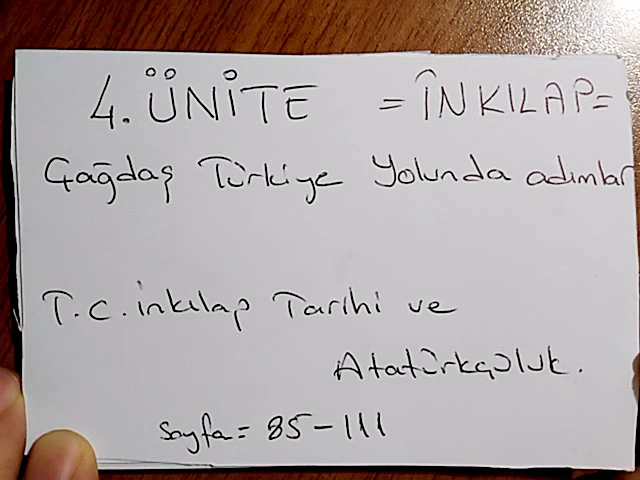 4. ÜNİTE = İNKILAP=
Çağdaş Türkiye Yolunda adımlar
T.C. inkılap Tarihi ve
Atatürkçülük.
Sayfa= 85-111